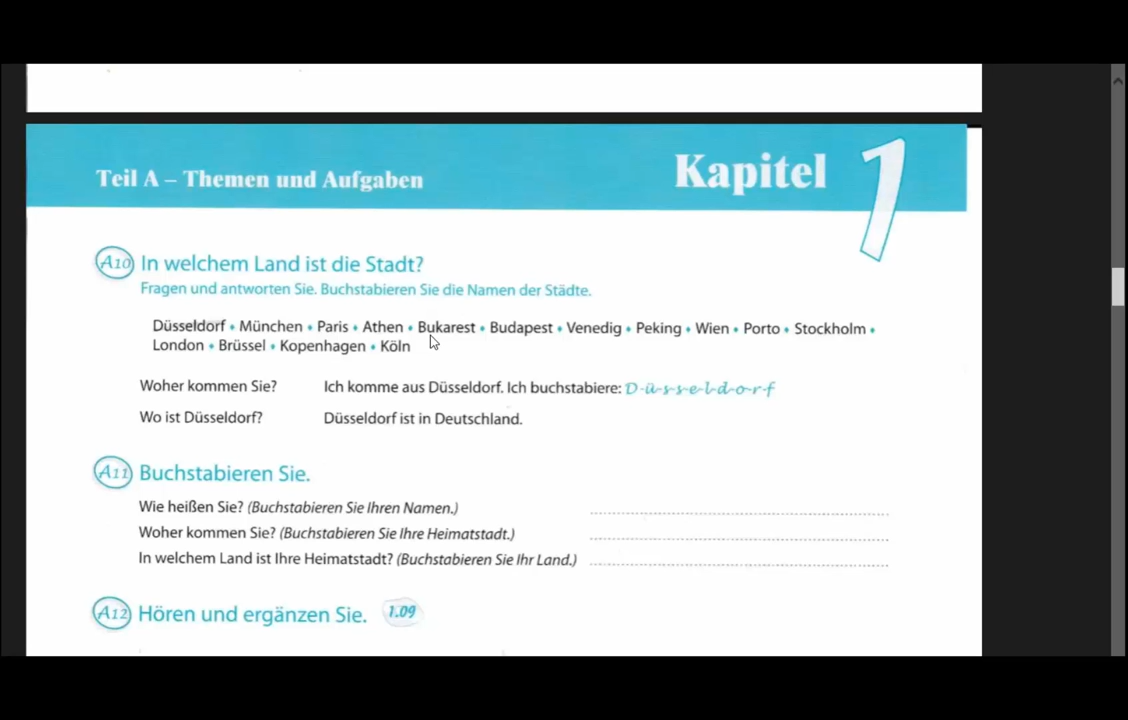 Teil A – Themen und Aufgaben
Kapitel 1
A10 In welchem Land ist die Stadt?
Fragen und antworten Sie. Buchstabieren Sie die Namen der Städte.
Düsseldorf • München • Paris • Athen • Bukarest • Budapest • Venedig • Peking • Wien • Porto • Stockholm •
London • Brüssel • Kopenhagen • Köln
Woher kommen Sie? Ich komme aus Düsseldorf. Ich buchstabiere: D-ü-s-s-e-l-d-o-r-f
Wo ist Düsseldorf? Düsseldorf ist in Deutschland.
A11 Buchstabieren Sie.
Wie heißen Sie? (Buchstabieren Sie Ihren Namen.)
Woher kommen Sie? (Buchstabieren Sie Ihre Heimatstadt.)
In welchem Land ist Ihre Heimatstadt? (Buchstabieren Sie Ihr Land.)
A12 Hören und ergänzen Sie. 1.09